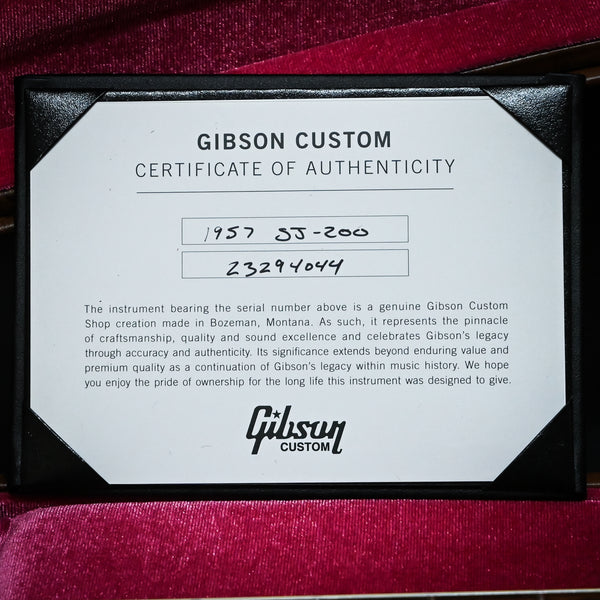 GIBSON CUSTOM
CERTIFICATE OF AUTHENTICITY
1957 SJ-200
23294044
The instrument bearing the serial number above is a genuine Gibson Custom
Shop creation made in Bozeman, Montana. As such, it represents the pinnacle
of craftsmanship, quality and sound excellence and celebrates Gibson's legacy
through accuracy and authenticity. Its significance extends beyond enduring value and
premium quality as a continuation of Gibson's legacy within music history. We hope
you enjoy the pride of ownership for the long life this instrument was designed to give.
Gibson
CUSTOM